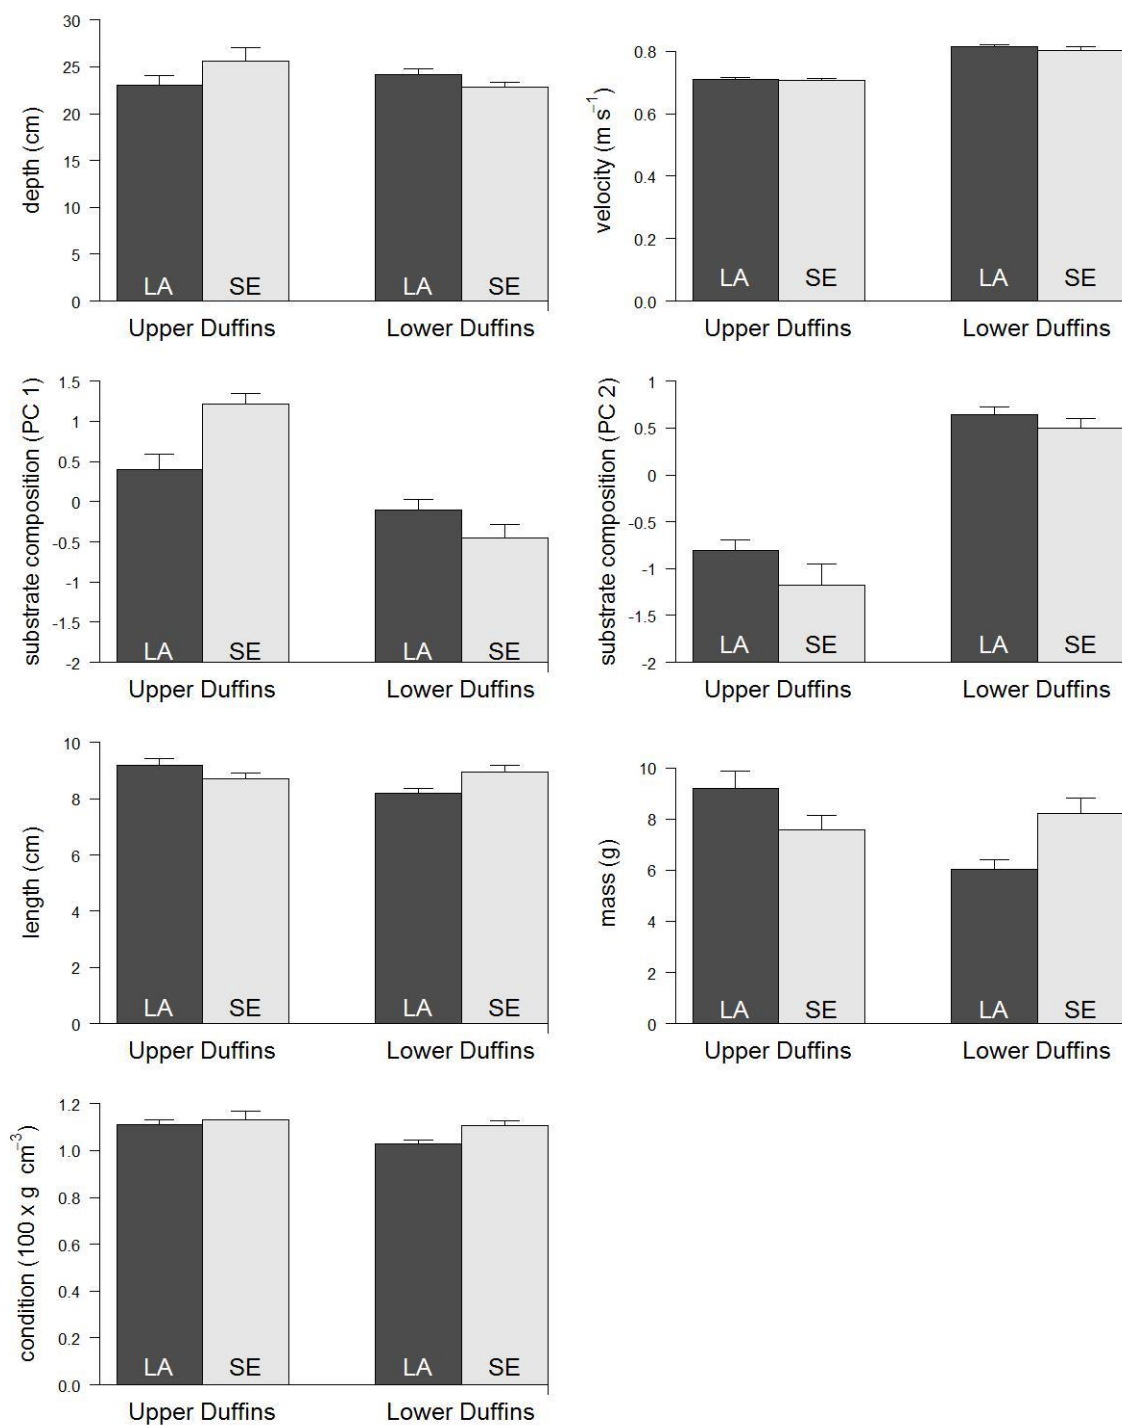 depth (cm)
30
25
20
15
10
5
0
LA SE LA SE
Upper Duffins Lower Duffins
velocity (m s⁻¹)
0.8
0.6
0.4
0.2
0.0
LA SE LA SE
Upper Duffins Lower Duffins
substrate composition (PC 1)
1.5
1
0.5
0
-0.5
-1
-1.5
-2
LA SE LA SE
Upper Duffins Lower Duffins
substrate composition (PC 2)
1
0.5
0
-0.5
-1
-1.5
-2
LA SE LA SE
Upper Duffins Lower Duffins
length (cm)
10
8
6
4
2
0
LA SE LA SE
Upper Duffins Lower Duffins
mass (g)
10
8
6
4
2
0
LA SE LA SE
Upper Duffins Lower Duffins
condition (100 x g cm⁻³)
1.2
1.0
0.8
0.6
0.4
0.2
0.0
LA SE LA SE
Upper Duffins Lower Duffins